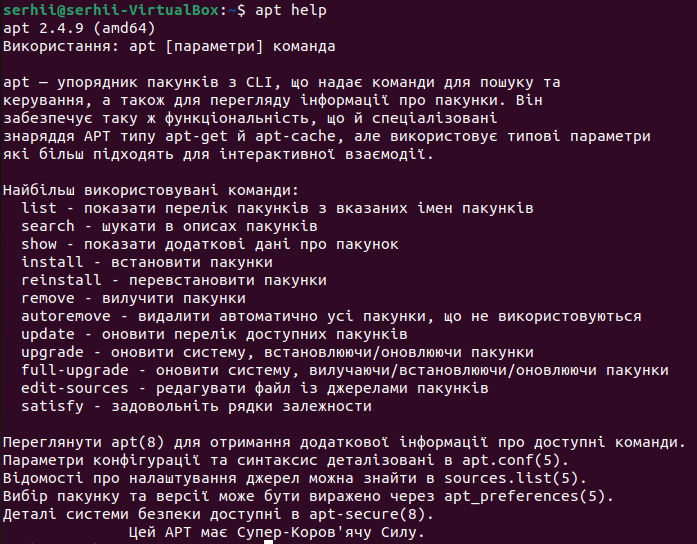 serhii@serhii-VirtualBox:~$ apt help
apt 2.4.9 (amd64)
Використання: apt [параметри] команда
apt — упорядник пакунків з CLI, що надає команди для пошуку та
керування, а також для перегляду інформації про пакунки. Він
забезпечує таку ж функціональність, що й спеціалізовані
знаряддя APT типу apt-get й apt-cache, але використовує типові параметри
які більш підходять для інтерактивної взаємодії.
Найбільш використовувані команди:
list - показати перелік пакунків з вказаних імен пакунків
search - шукати в описах пакунків
show - показати додаткові дані про пакунок
install - встановити пакунки
reinstall - перевстановити пакунки
remove - вилучити пакунки
autoremove - видалити автоматично усі пакунки, що не використовуються
update - оновити перелік доступних пакунків
upgrade - оновити систему, встановлюючи/оновлюючи пакунки
full-upgrade - оновити систему, вилучаючи/встановлюючи/оновлюючи пакунки
edit-sources - редагувати файл із джерелами пакунків
satisfy - задовольніть рядки залежности
Переглянути apt(8) для отримання додаткової інформації про доступні команди.
Параметри конфігурації та синтаксис деталізовані в apt.conf(5).
Відомості про налаштування джерел можна знайти в sources.list(5).
Вибір пакунку та версії може бути виражено через apt_preferences(5).
Деталі системи безпеки доступні в apt-secure(8).
Цей APT має Супер-Коров'ячу Силу.